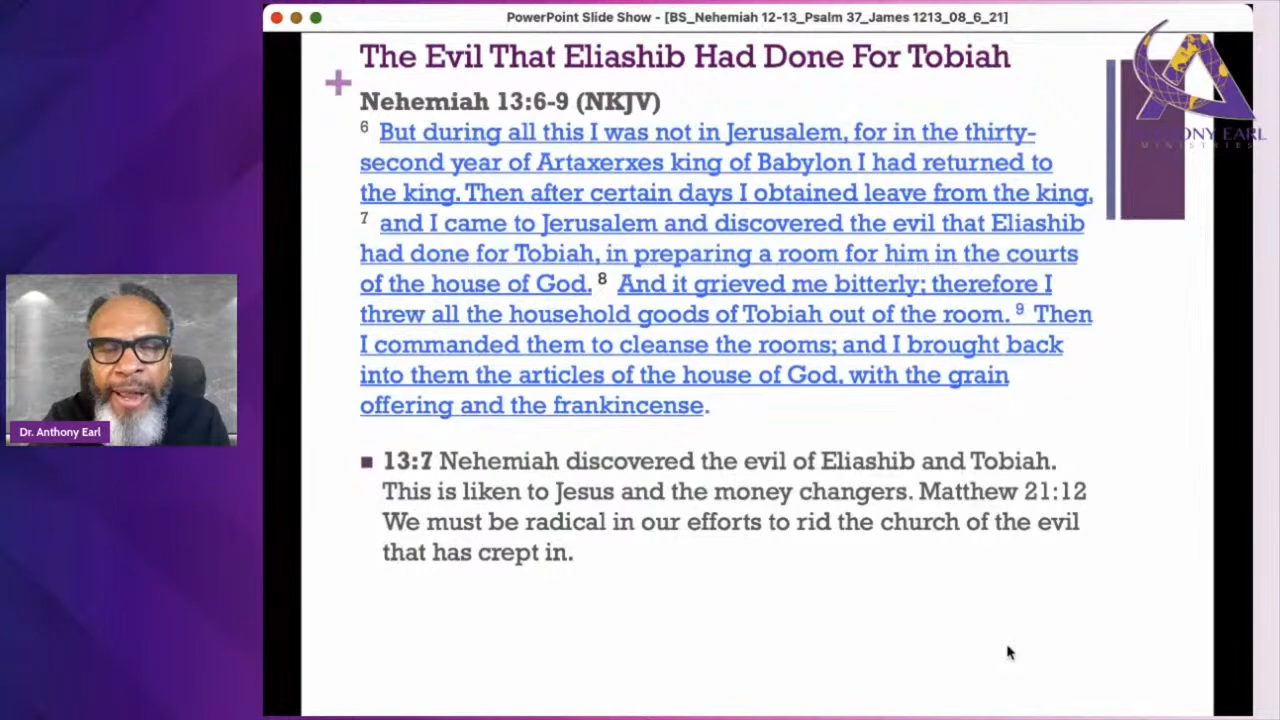 PowerPoint Slide Show - [BS_Nehemiah 12-13_Psalm 37_James 1213_08_6_21]
The Evil That Eliashib Had Done For Tobiah
+
Nehemiah 13:6-9 (NKJV)
6 But during all this I was not in Jerusalem, for in the thirty-
second year of Artaxerxes king of Babylon I had returned to
the king. Then after certain days I obtained leave from the king,
7 and I came to Jerusalem and discovered the evil that Eliashib
had done for Tobiah, in preparing a room for him in the courts
of the house of God. 8 And it grieved me bitterly; therefore I
threw all the household goods of Tobiah out of the room. 9 Then
I commanded them to cleanse the rooms; and I brought back
into them the articles of the house of God, with the grain
offering and the frankincense.
13:7 Nehemiah discovered the evil of Eliashib and Tobiah.
This is liken to Jesus and the money changers. Matthew 21:12
We must be radical in our efforts to rid the church of the evil
that has crept in.
Dr. Anthony Earl
ANTHONY EARL
MINISTRIES